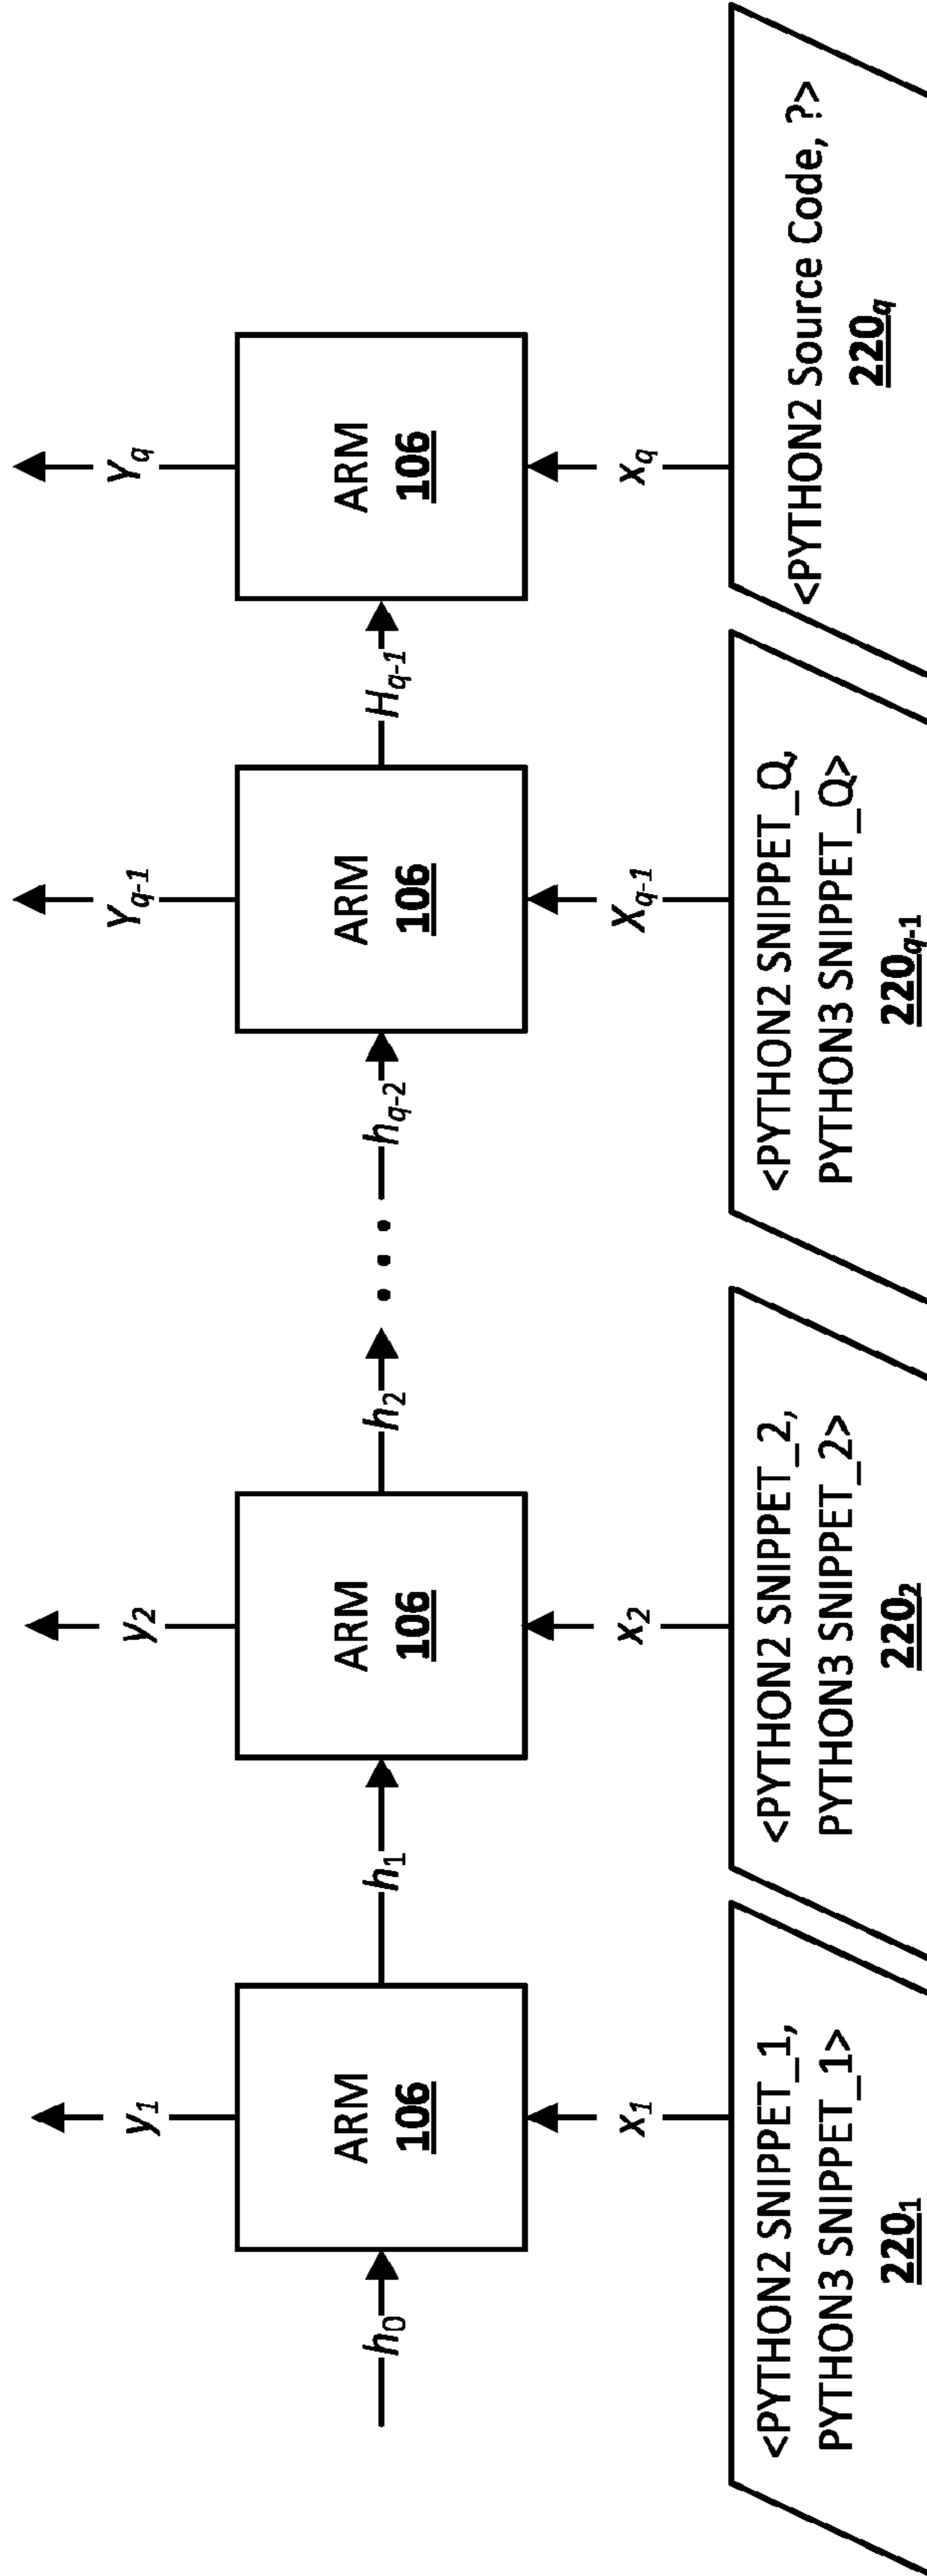 y1
y2
Yq-1
Yq
h0
ARM
106
h1
ARM
106
h2
. . .
hq-2
ARM
106
Hq-1
ARM
106
x1
x2
Xq-1
xq
<PYTHON2 SNIPPET_1,
PYTHON3 SNIPPET_1>
2201
<PYTHON2 SNIPPET_2,
PYTHON3 SNIPPET_2>
2202
<PYTHON2 SNIPPET_Q,
PYTHON3 SNIPPET_Q>
220q-1
<PYTHON2 Source Code, ?>
220q